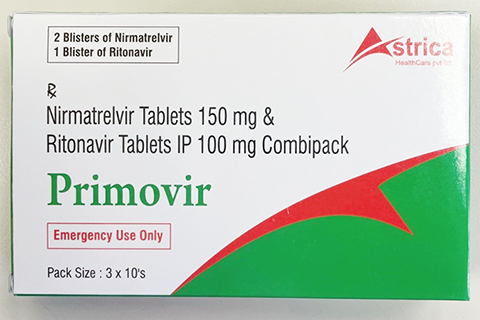 2 Blisters of Nirmatrelvir
1 Blister of Ritonavir
Astrica
HealthCare pvt ltd.
℞
Nirmatrelvir Tablets 150 mg &
Ritonavir Tablets IP 100 mg Combipack
Primovir
Emergency Use Only
Pack Size : 3 x 10's